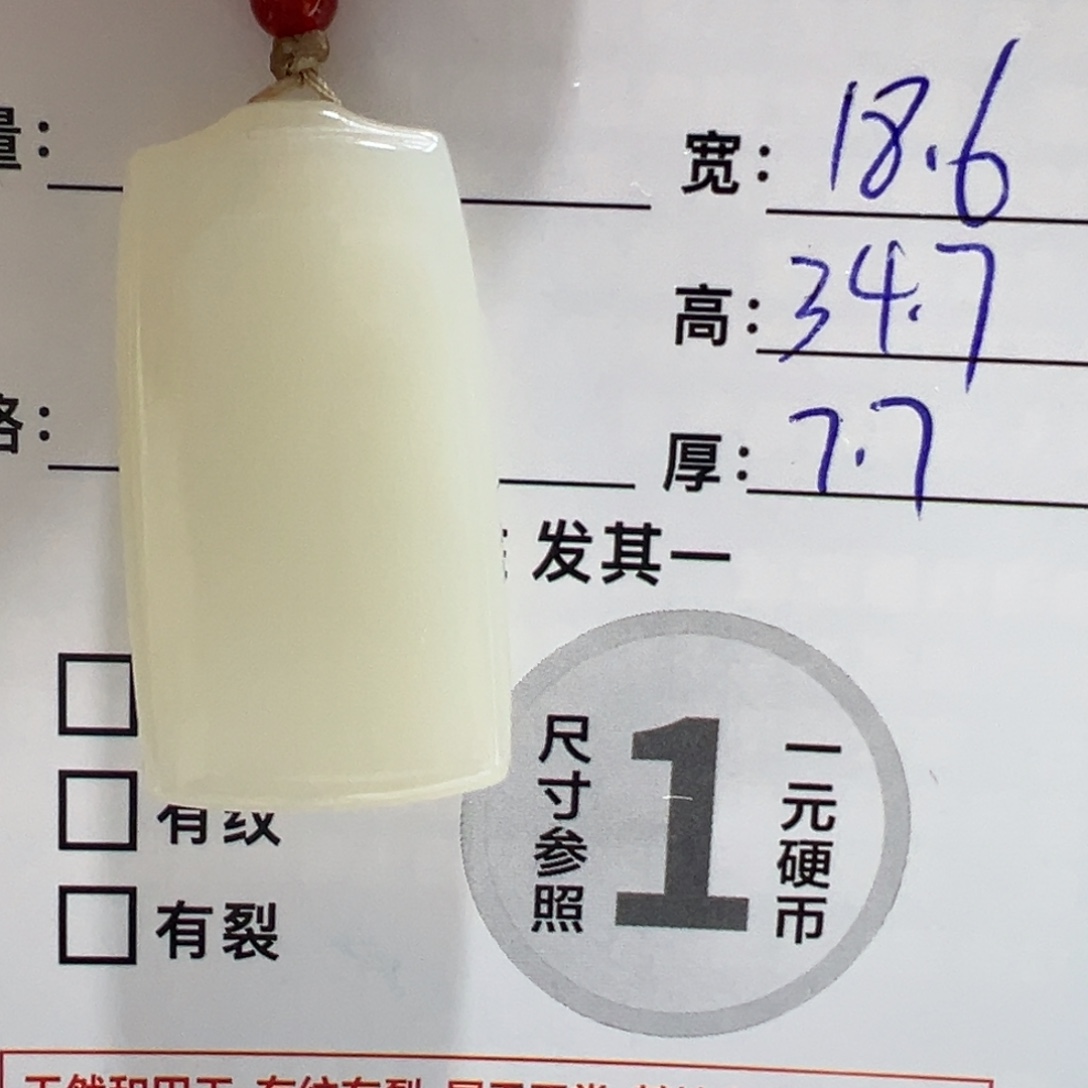 量：
宽： 18.6
高： 34.7
格：
厚： 7.7
发其一
尺寸参照
1
一元硬币
有纹
有裂